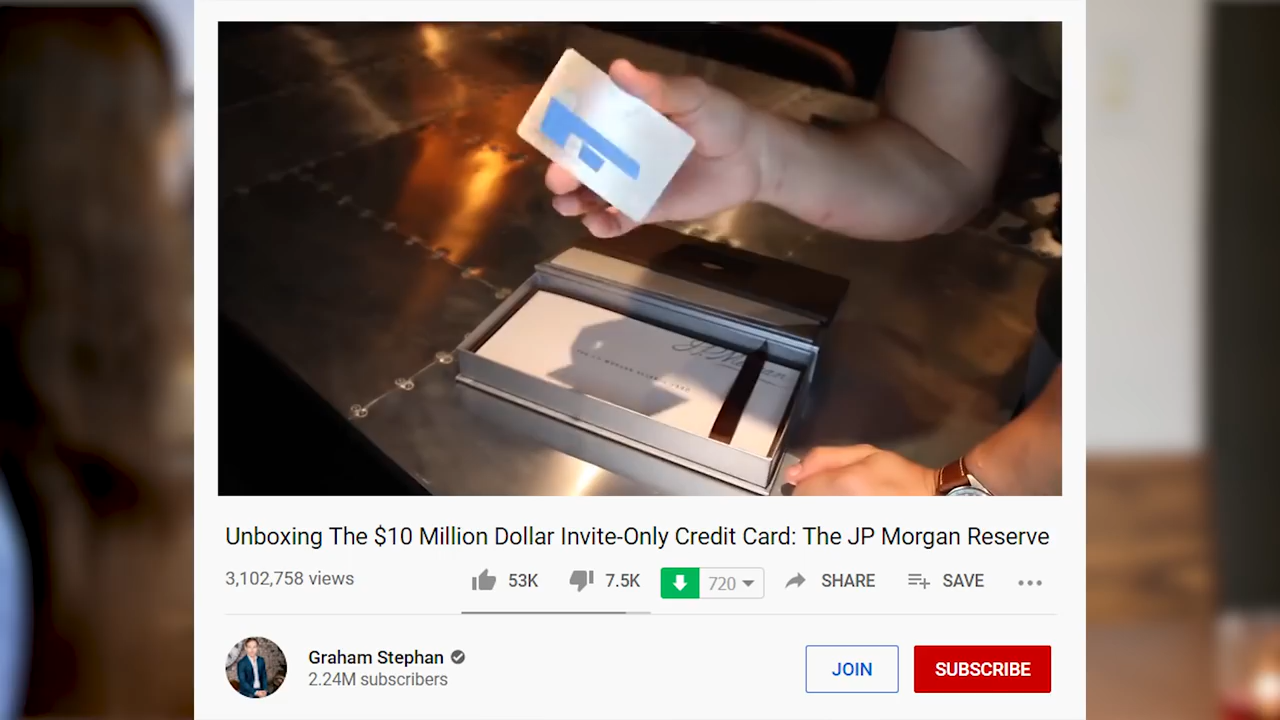 Unboxing The $10 Million Dollar Invite-Only Credit Card: The JP Morgan Reserve
3,102,758 views
53K
7.5K
720
SHARE
SAVE
Graham Stephan
2.24M subscribers
JOIN
SUBSCRIBE